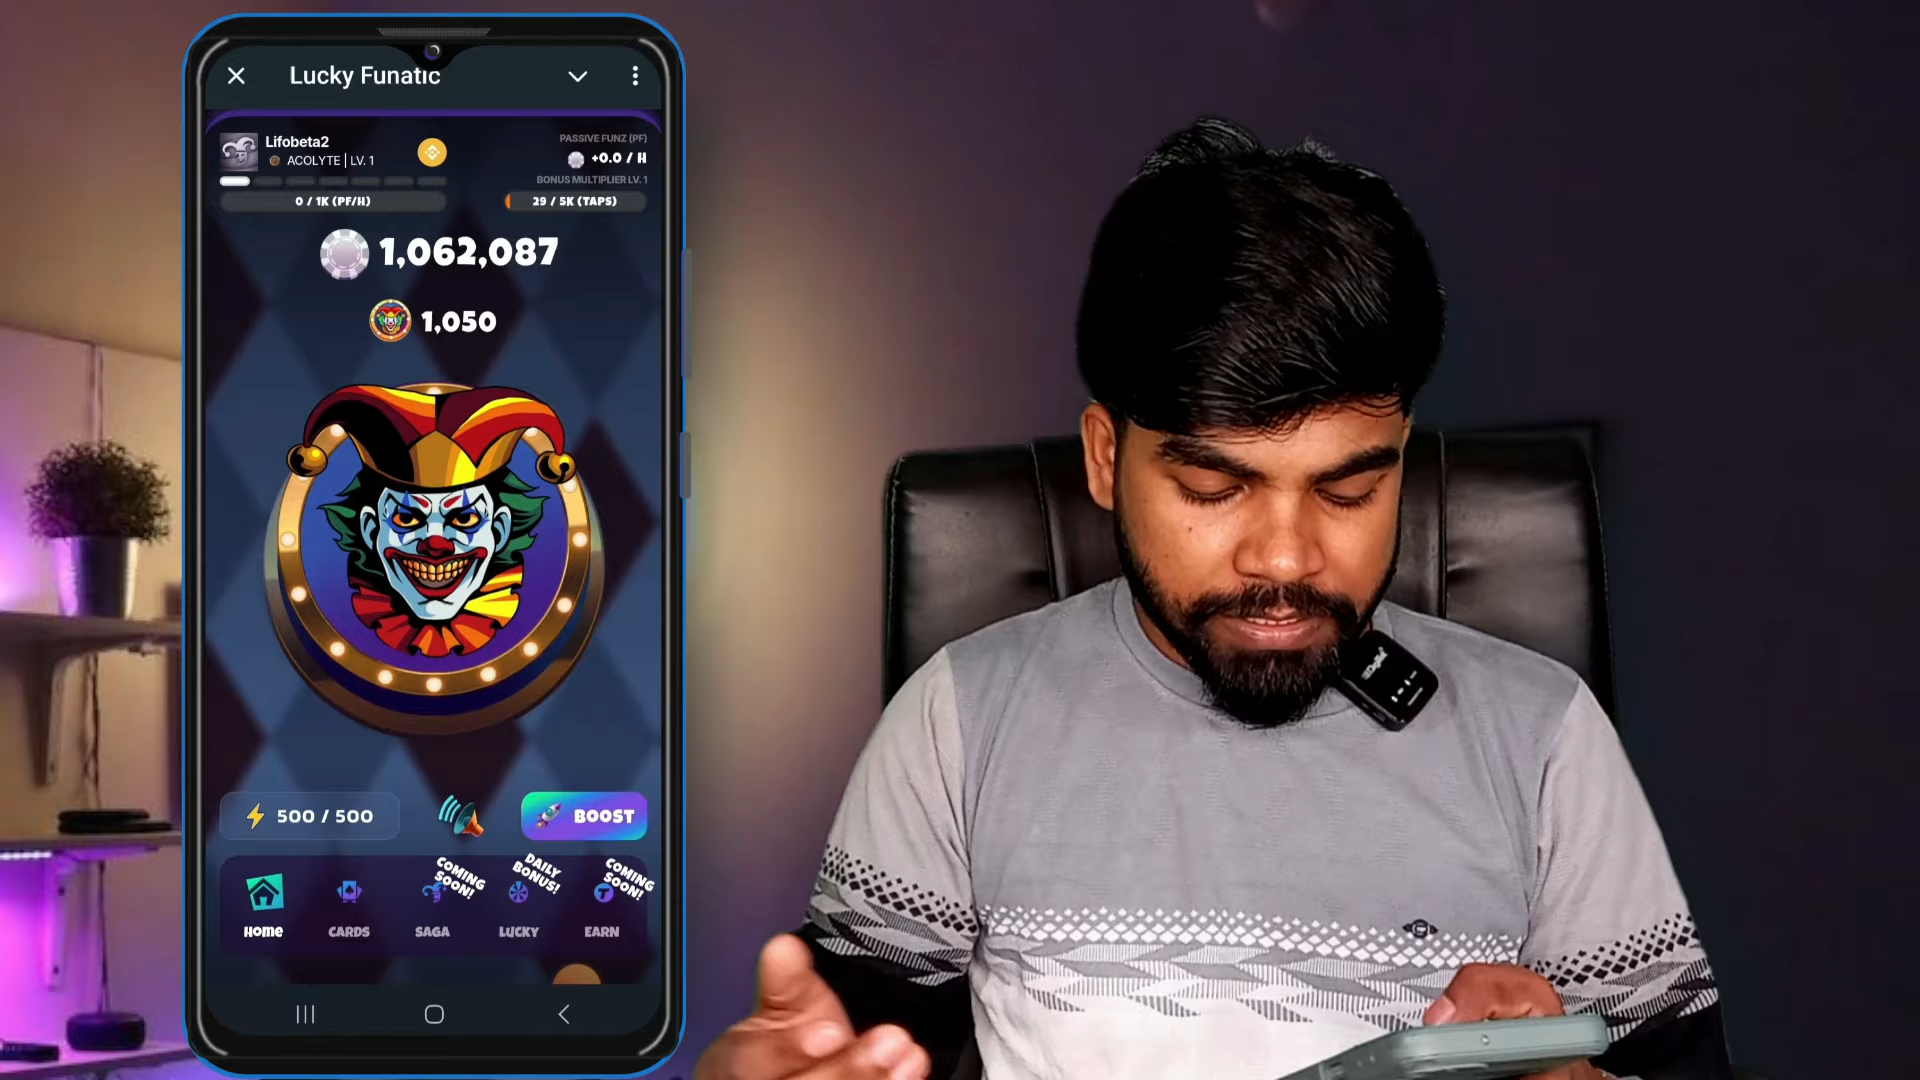 Lucky Funatic
Lifobeta2
ACOLYTE | LV. 1
PASSIVE FUNZ (PF)
+0.0 / H
BONUS MULTIPLIER LV. 1
0 / 1K (PF/H)
29 / 5K (TAPS)
1,062,087
1,050
500 / 500
BOOST
COMING SOON!
DAILY BONUS!
COMING SOON!
Home
CARDS
SAGA
LUCKY
EARN